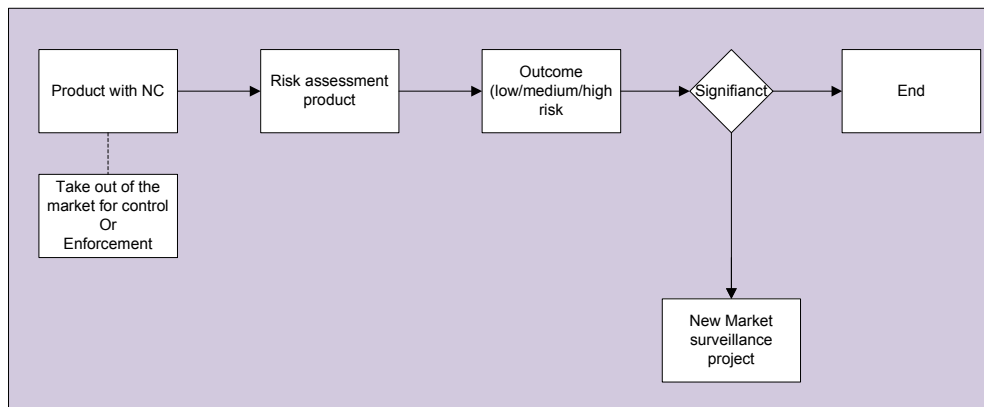 Product with NC
Risk assessment
product
Outcome
(low/medium/high
risk
Signifianct
End
Take out of the
market for control
Or
Enforcement
New Market
surveillance
project